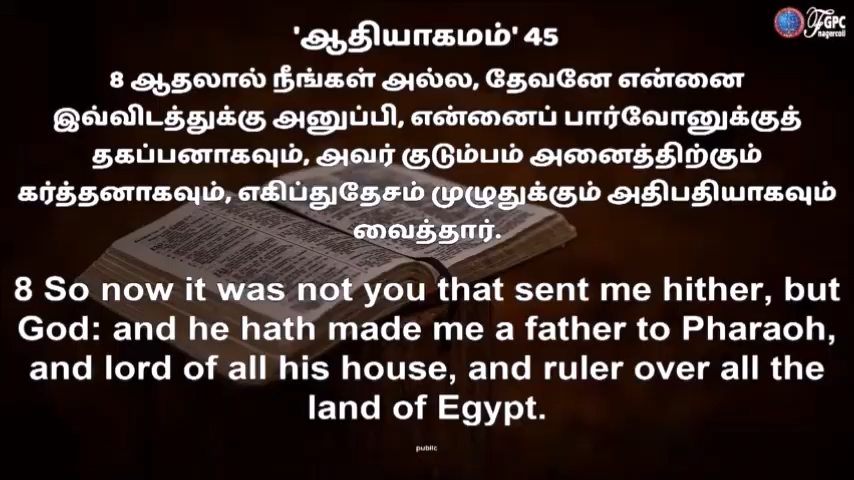 'ஆதியாகமம்' 45
8 ஆதலால் நீங்கள் அல்ல, தேவனே என்னை
இவ்விடத்துக்கு அனுப்பி, என்னைப் பார்வோனுக்குத்
தகப்பனாகவும், அவர் குடும்பம் அனைத்திற்கும்
கர்த்தனாகவும், எகிப்துதேசம் முழுதுக்கும் அதிபதியாகவும்
வைத்தார்.
8 So now it was not you that sent me hither, but
God: and he hath made me a father to Pharaoh,
and lord of all his house, and ruler over all the
land of Egypt.
public
FGPC
nagercoil